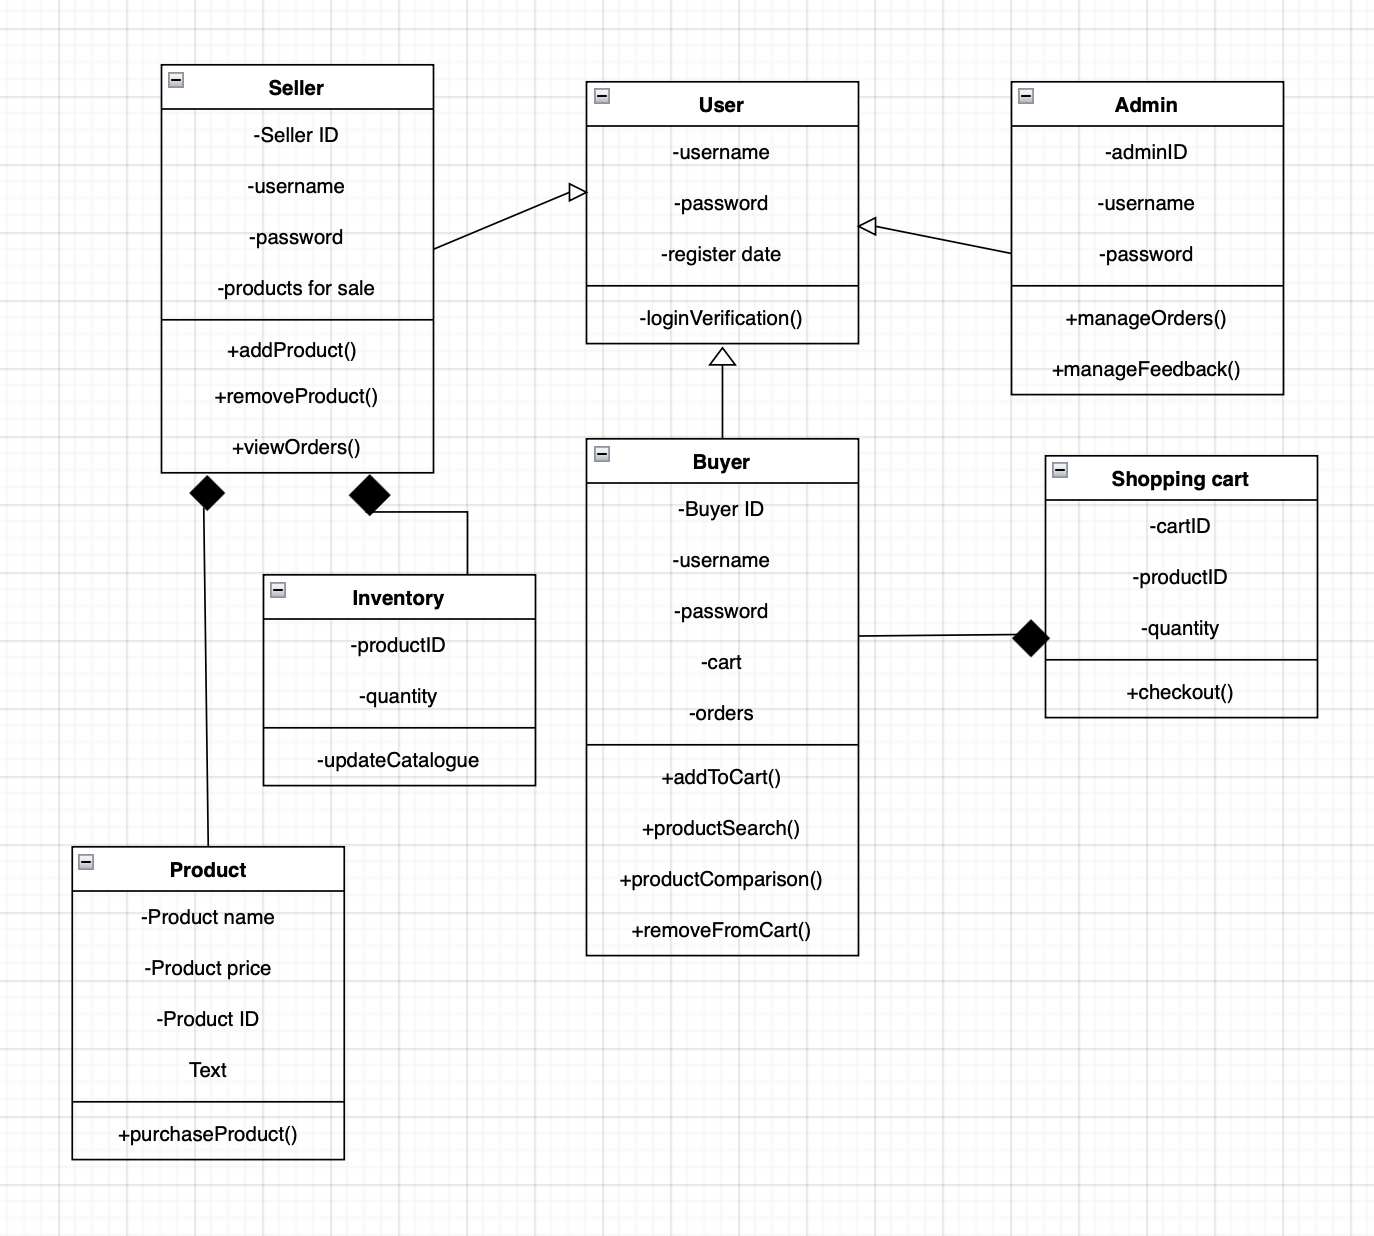 Seller
-Seller ID
-username
-password
-products for sale
+addProduct()
+removeProduct()
+viewOrders()
User
-username
-password
-register date
-loginVerification()
Admin
-adminID
-username
-password
+manageOrders()
+manageFeedback()
Buyer
-Buyer ID
-username
-password
-cart
-orders
+addToCart()
+productSearch()
+productComparison()
+removeFromCart()
Shopping cart
-cartID
-productID
-quantity
+checkout()
Inventory
-productID
-quantity
-updateCatalogue
Product
-Product name
-Product price
-Product ID
Text
+purchaseProduct()